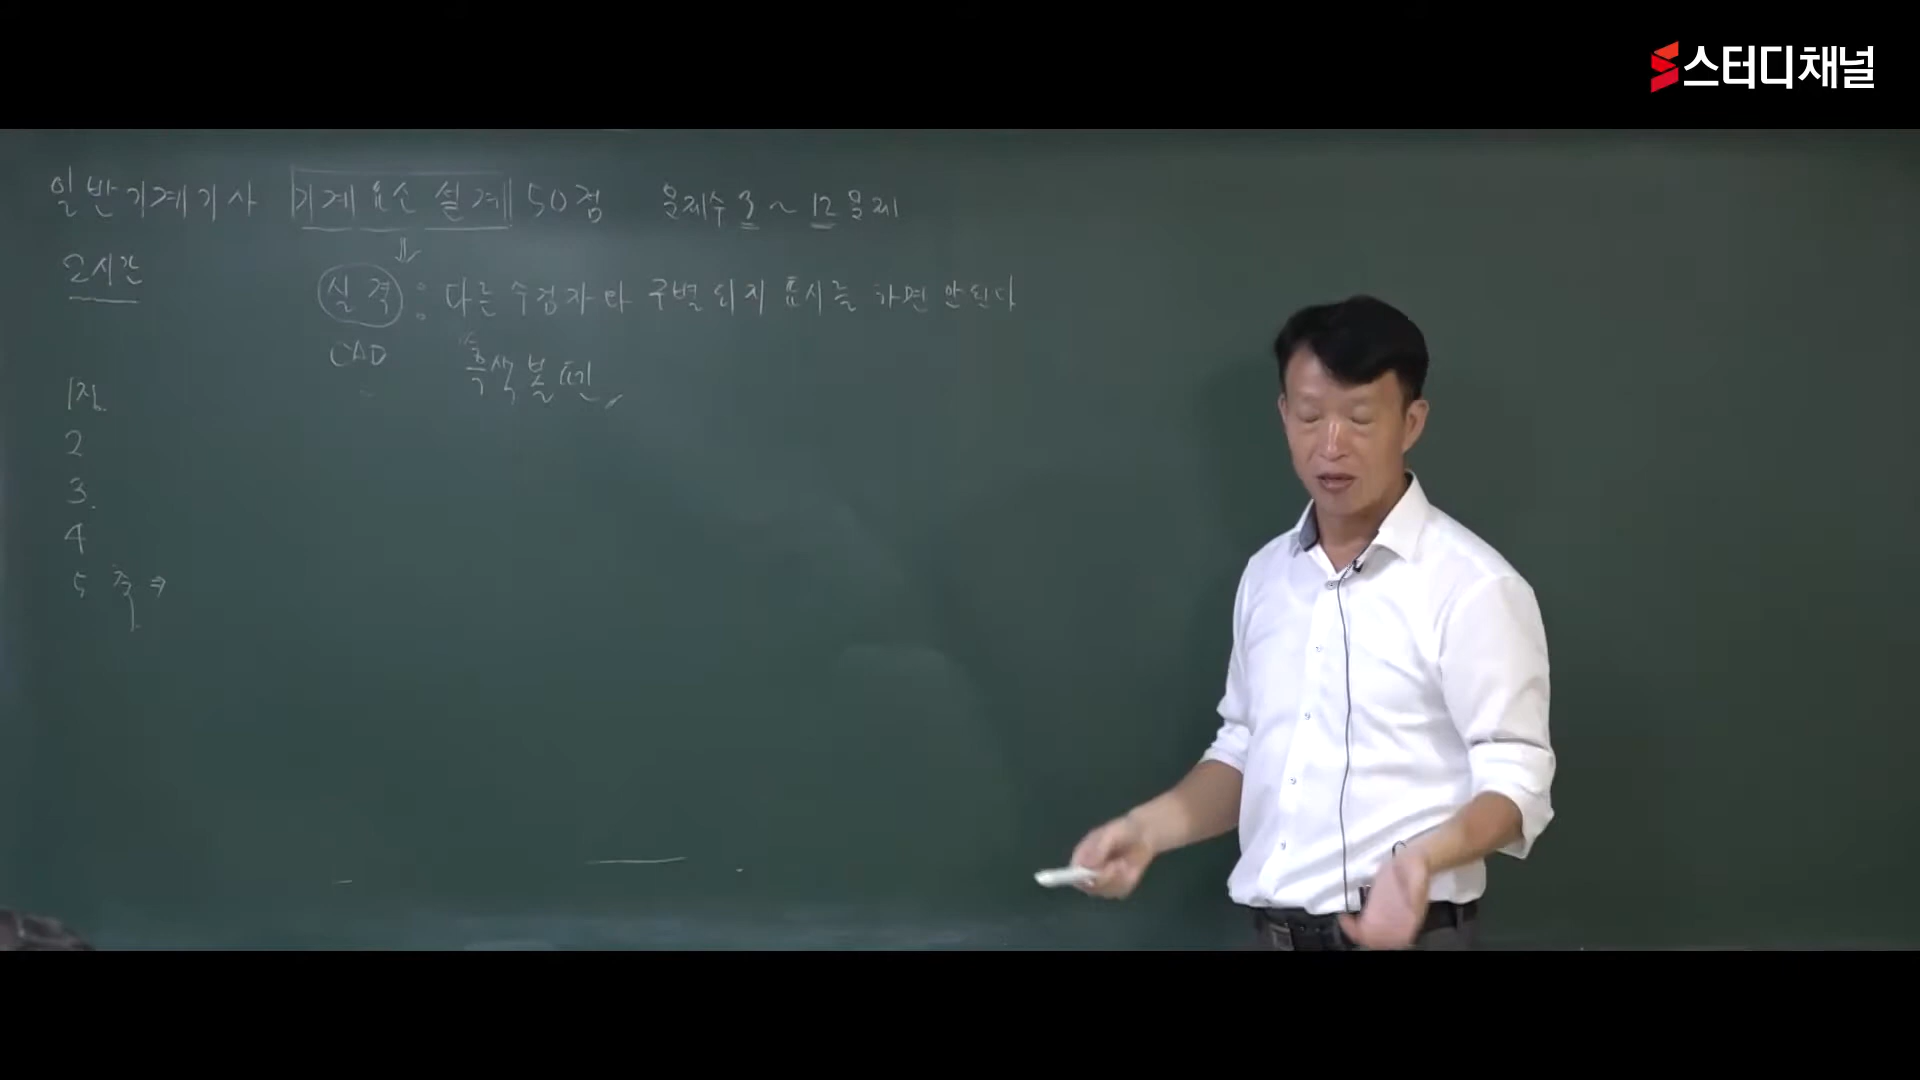 스터디채널
일반기계기사 기계요소 설계 50점 문제수 3 ~ 12 문제
2시간
⇓
실격 : 다른 수검자와 구별되지 표시를 하면 안된다
CAD 흑색볼펜
1장.
2
3.
4
5 축 ⇒